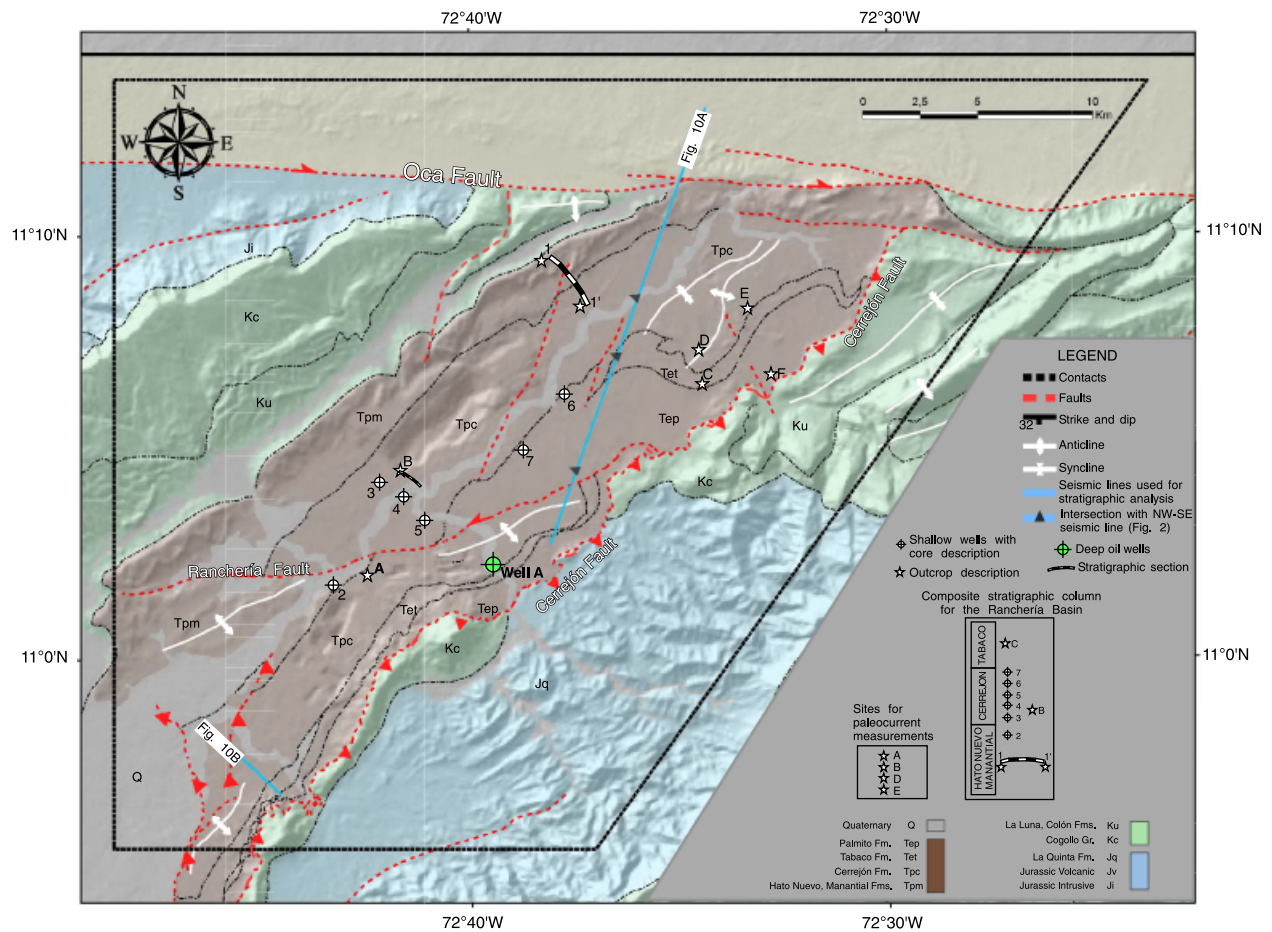 72°40'W
72°30'W
N
W
E
S
0
2,5
5
10
Km
Fig. 10A
Oca Fault
11°10'N
11°10'N
Ji
Tpc
1
Kc
1'
E
Cerrejón Fault
D
Tet
C
F
Ku
6
Tpm
Tpc
Tep
Ku
7
B
3
4
Kc
5
Ranchería Fault
A
2
Well A
Cerrejón Fault
Tpm
Tpc
Tet
Tep
Kc
11°0'N
11°0'N
Jq
Fig. 10B
Q
LEGEND
Contacts
Faults
32
Strike and dip
Anticline
Syncline
Seismic lines used for
stratigraphic analysis
Intersection with NW-SE
seismic line (Fig. 2)
Shallow wells with
core description
Deep oil wells
Outcrop description
Stratigraphic section
Composite stratigraphic column
for the Ranchería Basin
TABACO
C
CERREJON
7
6
5
4
3
B
HATO NUEVO
MANANTIAL
2
1
1'
Sites for
paleocurrent
measurements
A
B
D
E
Quaternary Q
Palmito Fm. Tep
Tabaco Fm. Tet
Cerrejón Fm. Tpc
Hato Nuevo, Manantial Fms. Tpm
La Luna, Colón Fms. Ku
Cogollo Gr. Kc
La Quinta Fm. Jq
Jurassic Volcanic Jv
Jurassic Intrusive Ji
72°40'W
72°30'W